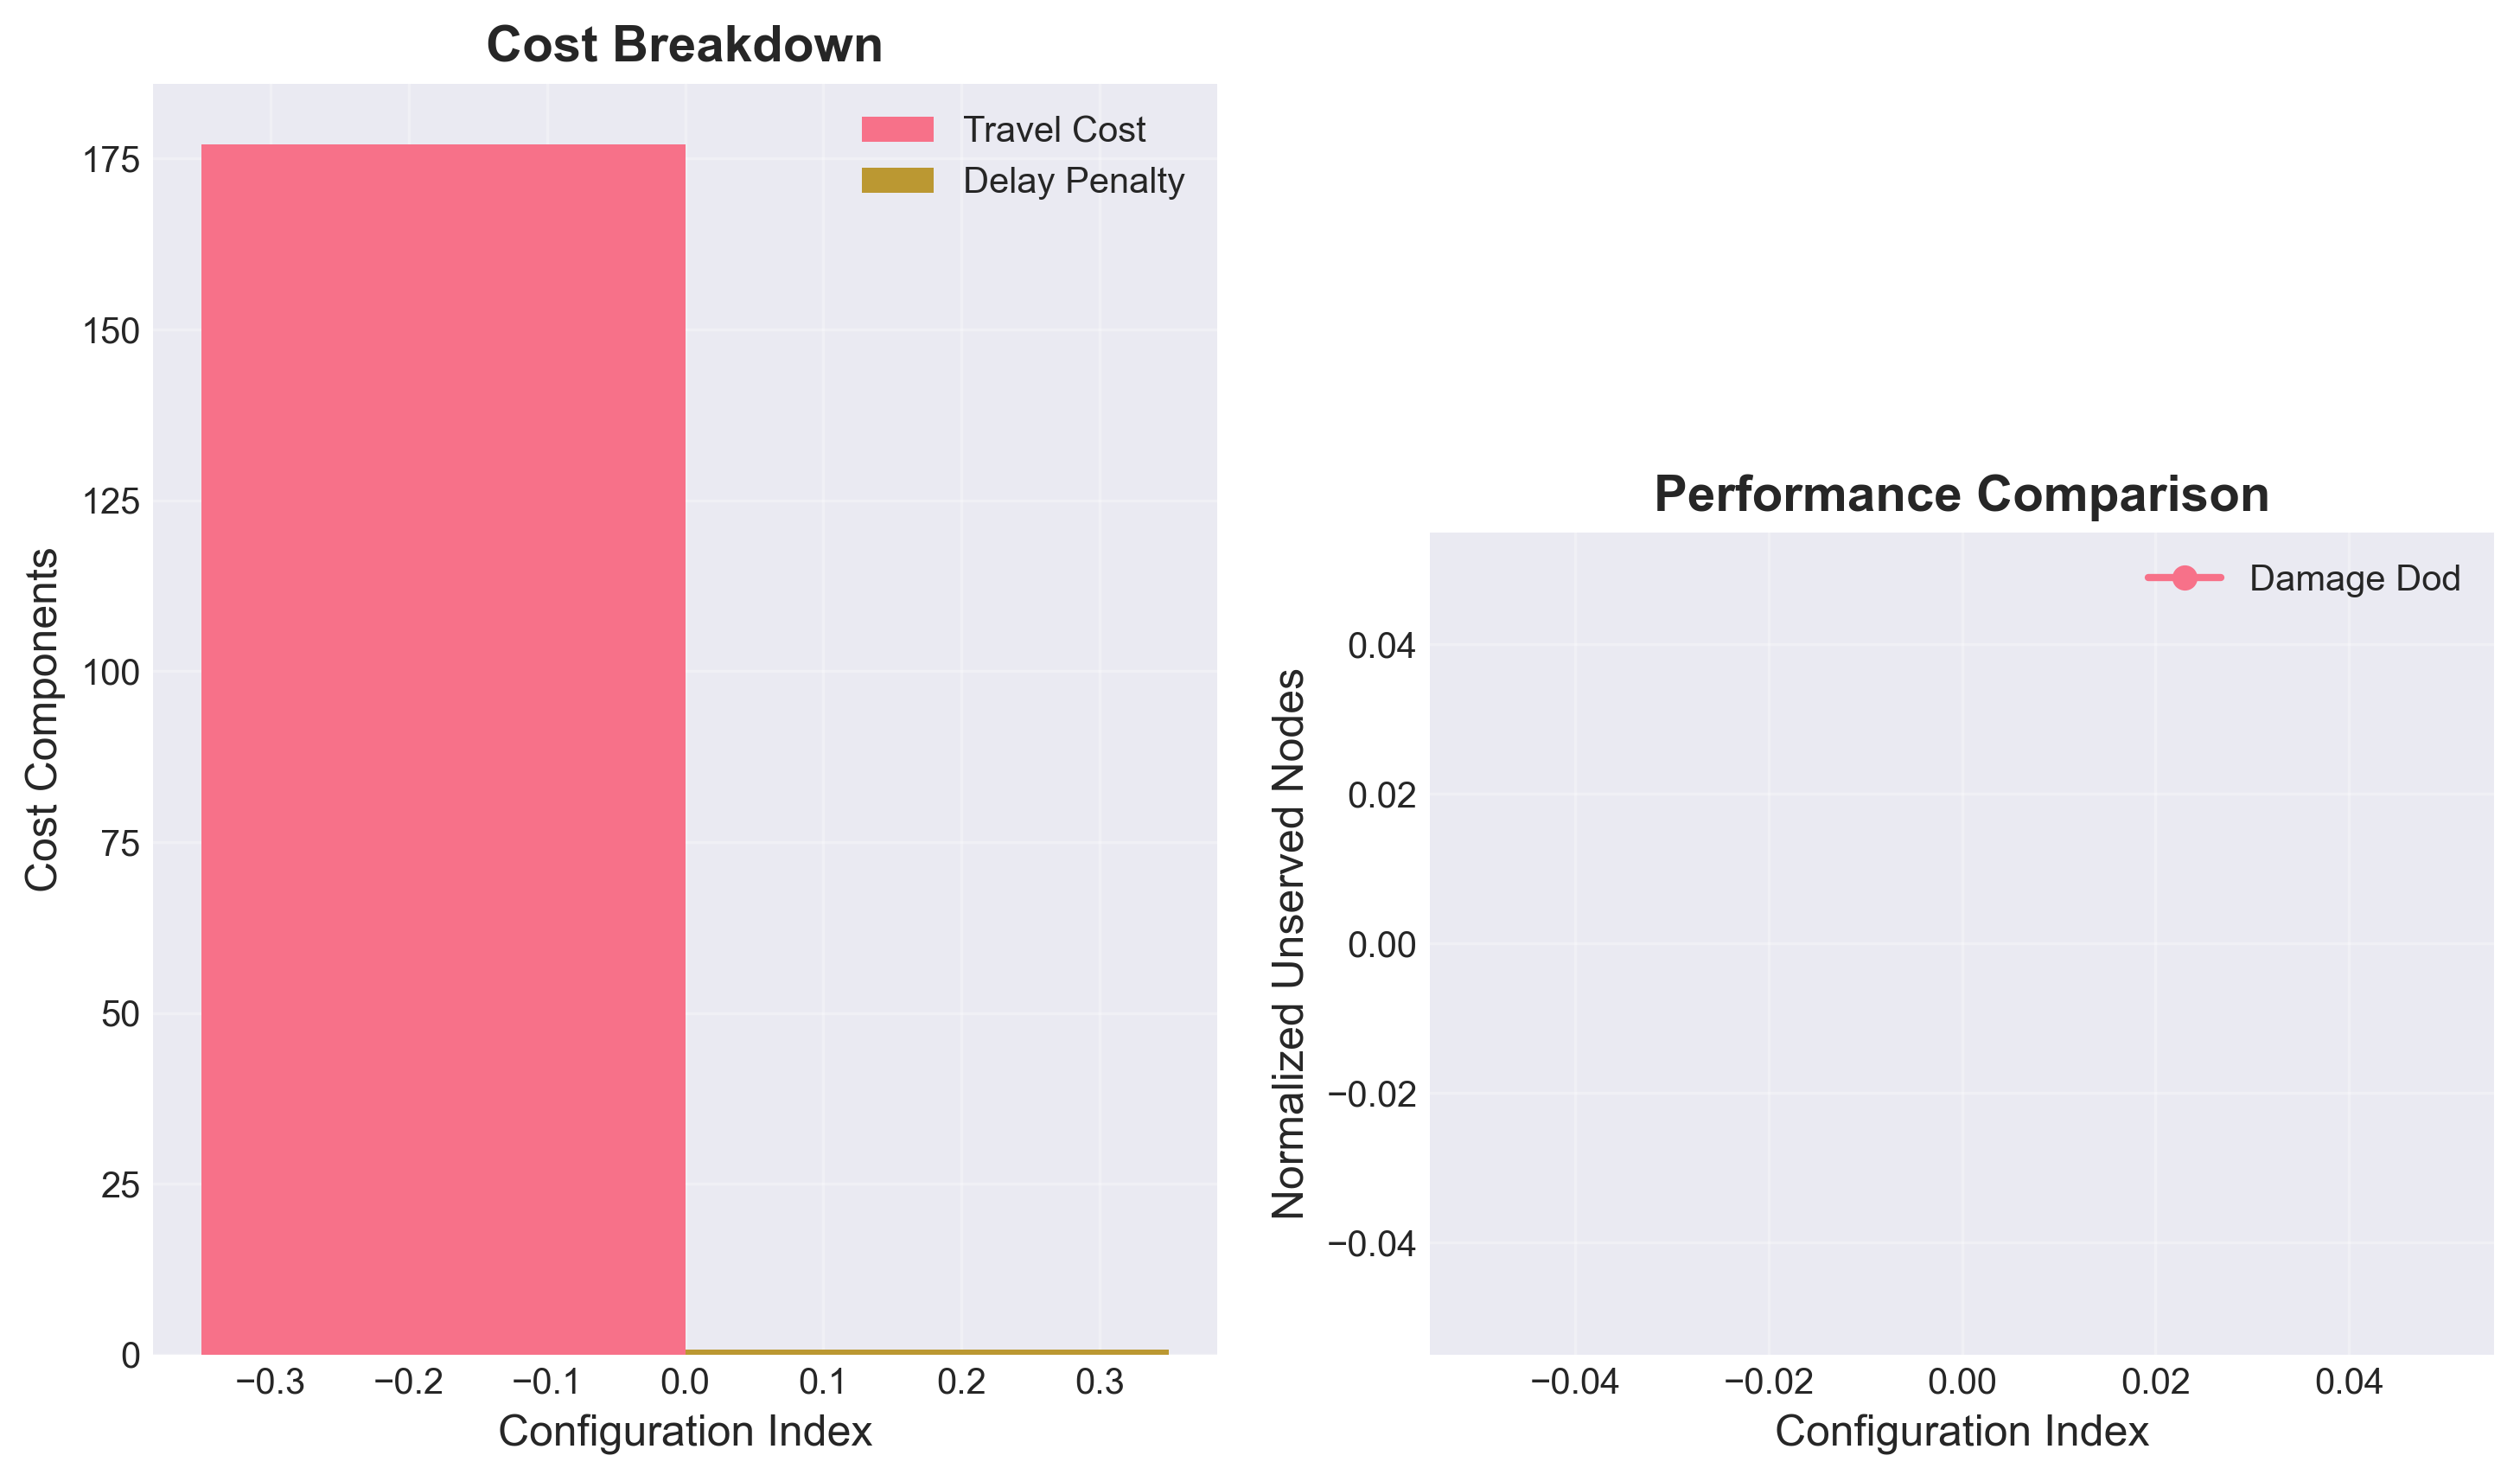 Cost Breakdown
Travel Cost
Delay Penalty
175
150
125
100
75
50
25
0
Cost Components
−0.3 −0.2 −0.1 0.0 0.1 0.2 0.3
Configuration Index
Performance Comparison
Damage Dod
0.04
0.02
0.00
−0.02
−0.04
Normalized Unserved Nodes
−0.04 −0.02 0.00 0.02 0.04
Configuration Index